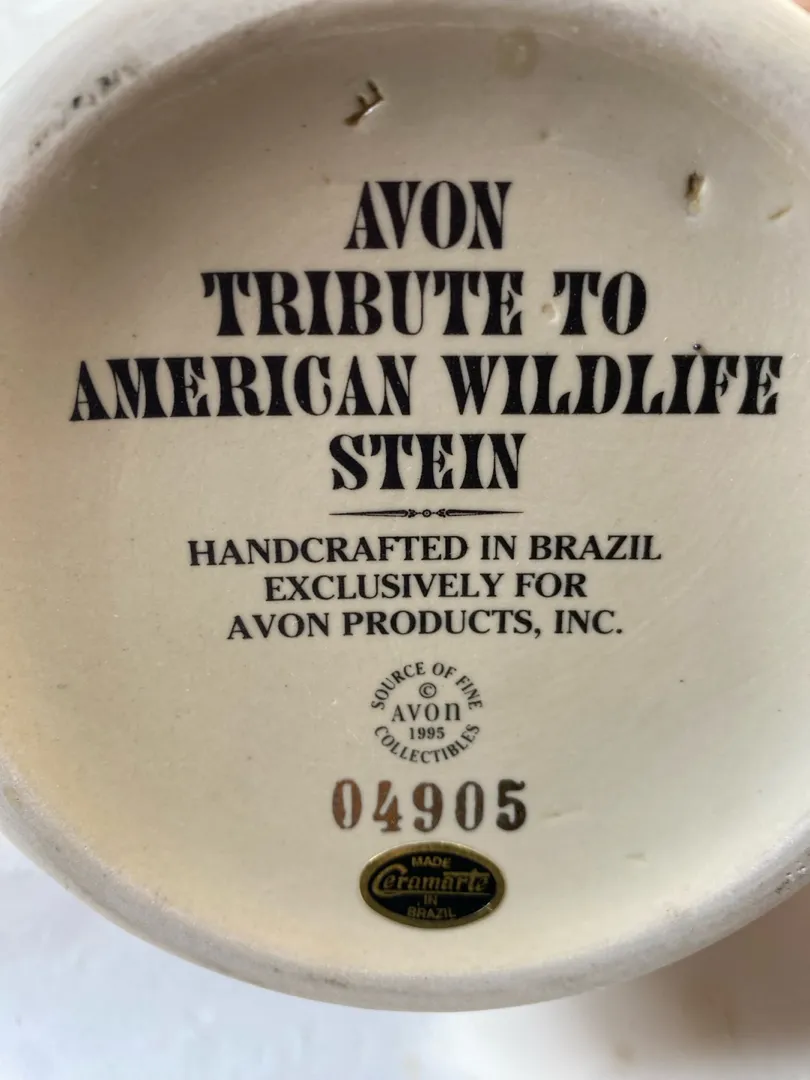 AVON
TRIBUTE TO
AMERICAN WILDLIFE
STEIN
HANDCRAFTED IN BRAZIL
EXCLUSIVELY FOR
AVON PRODUCTS, INC.
SOURCE OF FINE
©
AVON
1995
COLLECTIBLES
04905
MADE
Ceramarte
IN
BRAZIL